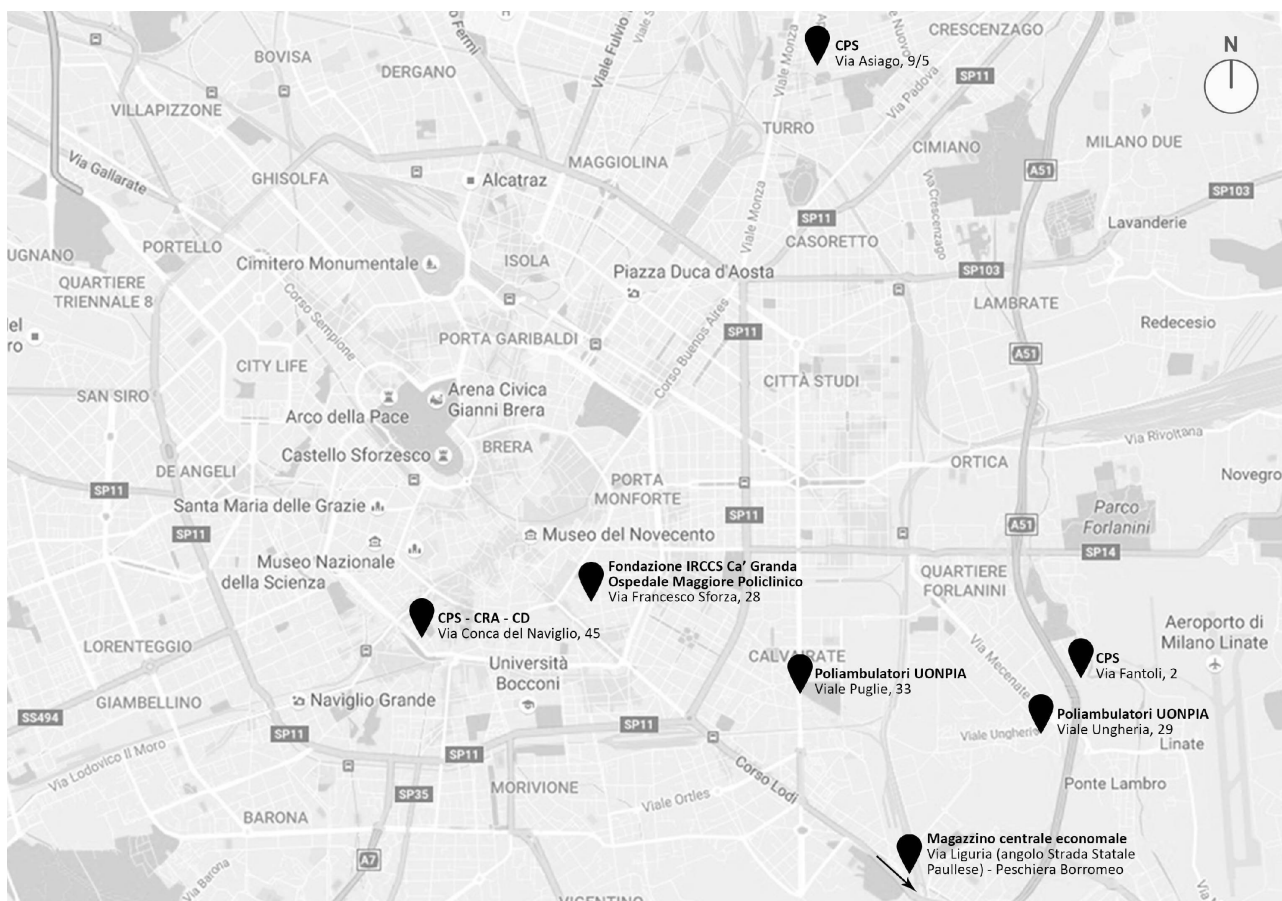 CPS
Via Asiago, 9/5
N
CRESCENZAGO
BOVISA
DERGANO
Viale Monza
SP11
Via Padova
VILLAPIZZONE
TURRO
CIMIANO
MILANO DUE
Via Gallarate
MAGGIOLINA
GHISOLFA
Alcatraz
A51
SP103
Via Crescenzago
Viale Monza
SP11
Lavanderie
UGNANO
PORTELLO
CASORETTO
Cimitero Monumentale
ISOLA
Piazza Duca d'Aosta
SP103
QUARTIERE
TRIENNALE 8
Corso Sempione
LAMBRATE
Redecesio
el
ro
PORTA GARIBALDI
SP11
Corso Buenos Aires
A51
CITY LIFE
CITTÀ STUDI
SAN SIRO
Arena Civica
Gianni Brera
Arco della Pace
BRERA
Castello Sforzesco
Via Rivoltana
ORTICA
DE ANGELI
PORTA
MONFORTE
Novegro
SP11
Santa Maria delle Grazie
SP11
Parco
Forlanini
SP11
A51
Museo del Novecento
SP14
Museo Nazionale
della Scienza
Fondazione IRCCS Ca' Granda
Ospedale Maggiore Policlinico
Via Francesco Sforza, 28
QUARTIERE
FORLANINI
CPS - CRA - CD
Via Conca del Naviglio, 45
Aeroporto di
Milano Linate
LORENTEGGIO
Università
Bocconi
CALVAIRATE
Via Mecenate
CPS
Via Fantoli, 2
Poliambulatori UONPIA
Viale Puglie, 33
GIAMBELLINO
Naviglio Grande
Poliambulatori UONPIA
Viale Ungheria, 29
SS494
SP11
SP11
SP11
Viale Ungheria
Linate
Via Lodovico Il Moro
Corso Lodi
Ponte Lambro
MORIVIONE
SP35
Viale Ortles
BARONA
Magazzino centrale economale
Via Liguria (angolo Strada Statale
Paullese) - Peschiera Borromeo
A7
Via Barona
VIGENTINO